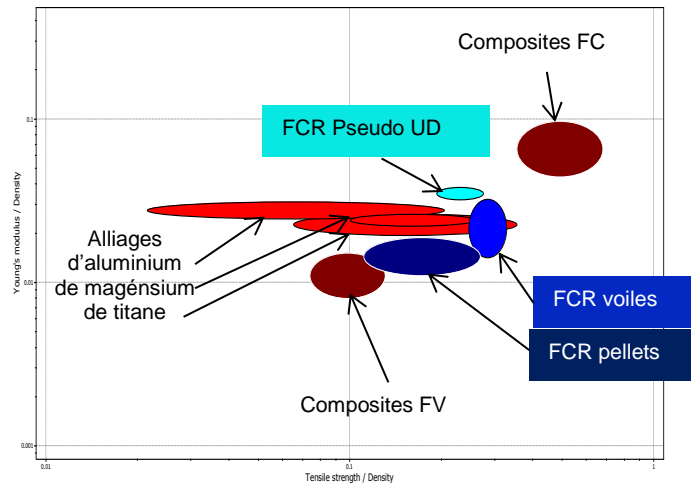 Composites FC
0.1
FCR Pseudo UD
Young's modulus / Density
Alliages
d'aluminium
de magénsium
de titane
0.01
FCR voiles
FCR pellets
Composites FV
0.001
0.01
0.1
1
Tensile strength / Density